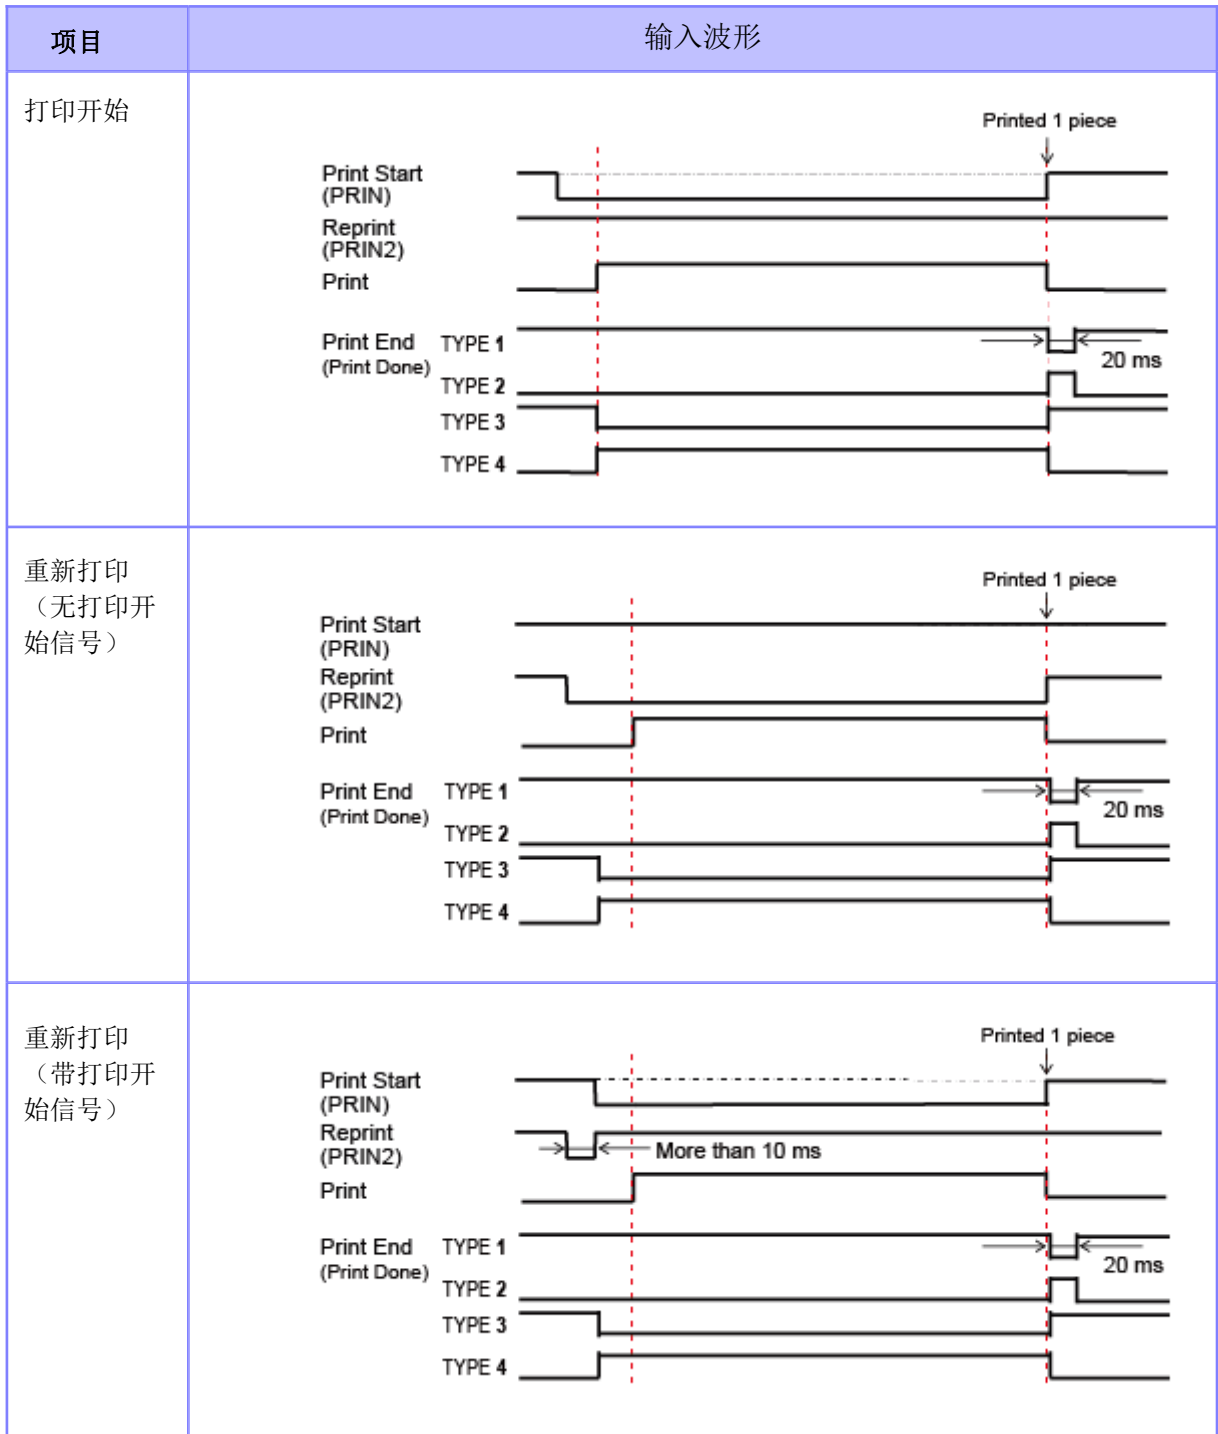 项目
输入波形
打印开始
Printed 1 piece
Print Start
(PRIN)
Reprint
(PRIN2)
Print
Print End
(Print Done)
TYPE 1
20 ms
TYPE 2
TYPE 3
TYPE 4
重新打印
（无打印开
始信号）
Printed 1 piece
Print Start
(PRIN)
Reprint
(PRIN2)
Print
Print End
(Print Done)
TYPE 1
20 ms
TYPE 2
TYPE 3
TYPE 4
重新打印
（带打印开
始信号）
Printed 1 piece
Print Start
(PRIN)
Reprint
(PRIN2)
More than 10 ms
Print
Print End
(Print Done)
TYPE 1
20 ms
TYPE 2
TYPE 3
TYPE 4